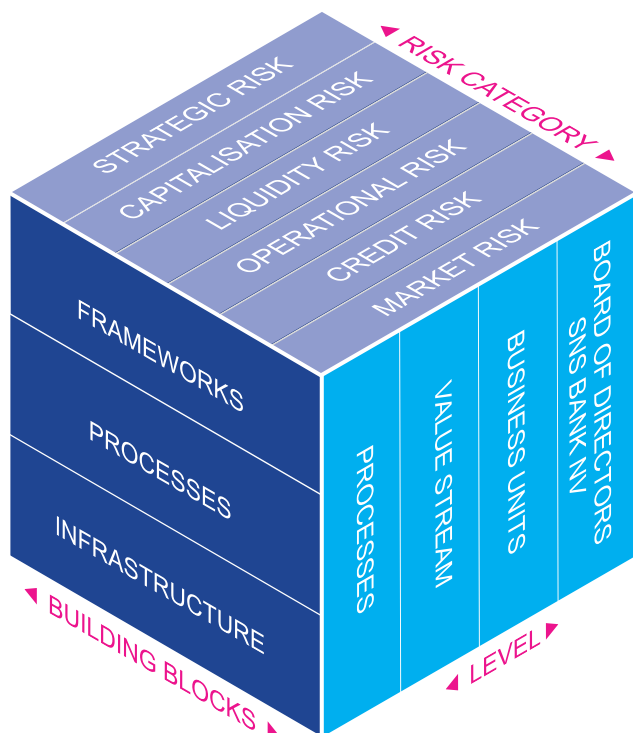 RISK CATEGORY
STRATEGIC RISK
CAPITALISATION RISK
LIQUIDITY RISK
OPERATIONAL RISK
CREDIT RISK
MARKET RISK
FRAMEWORKS
PROCESSES
INFRASTRUCTURE
BUILDING BLOCKS
PROCESSES
VALUE STREAM
BUSINESS UNITS
BOARD OF DIRECTORS
SNS BANK NV
LEVEL